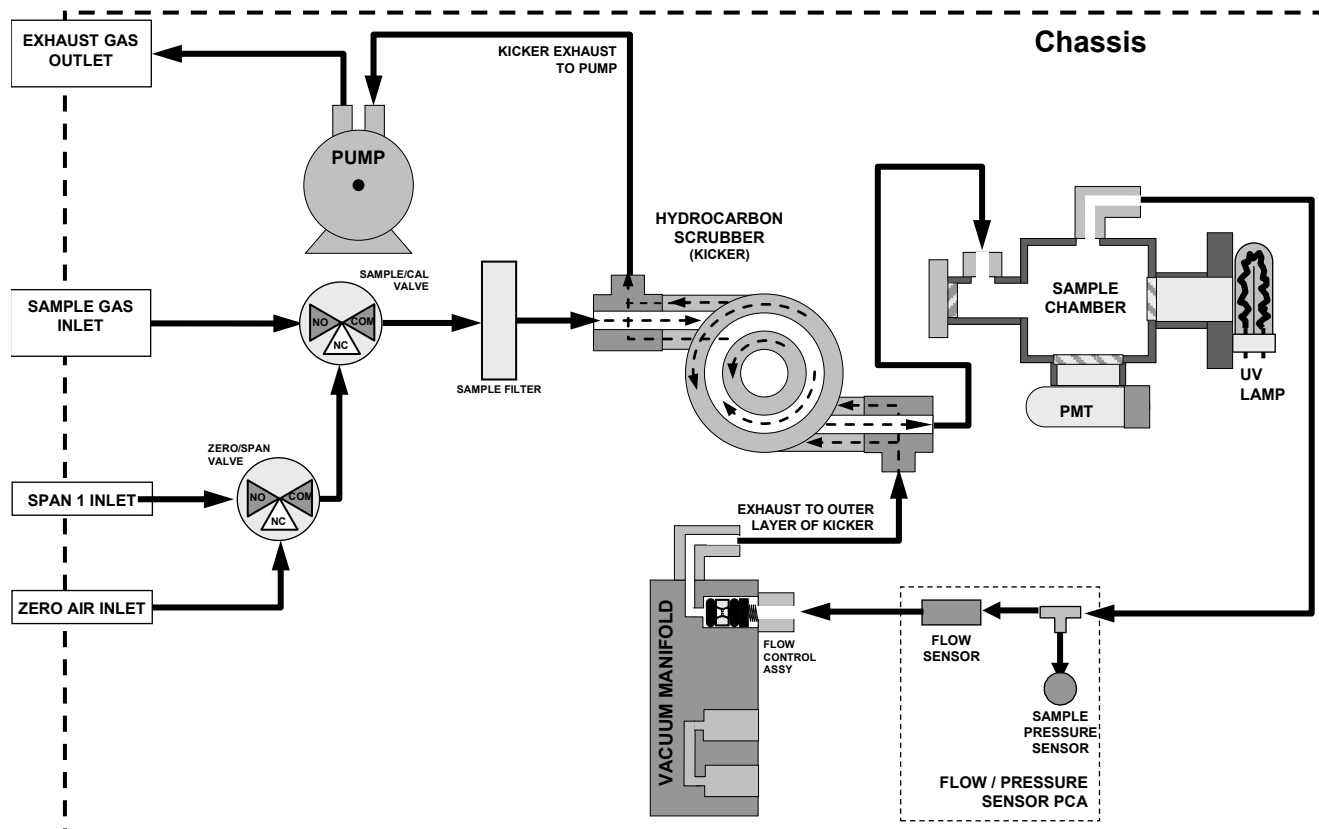 EXHAUST GAS
OUTLET
KICKER EXHAUST
TO PUMP
Chassis
PUMP
HYDROCARBON
SCRUBBER
(KICKER)
SAMPLE/CAL
VALVE
SAMPLE GAS
INLET
NO
COM
NC
SAMPLE FILTER
SAMPLE
CHAMBER
PMT
UV
LAMP
ZERO/SPAN
VALVE
SPAN 1 INLET
NO
COM
NC
EXHAUST TO OUTER
LAYER OF KICKER
ZERO AIR INLET
VACUUM MANIFOLD
FLOW
CONTROL
ASSY
FLOW
SENSOR
SAMPLE
PRESSURE
SENSOR
FLOW / PRESSURE
SENSOR PCA